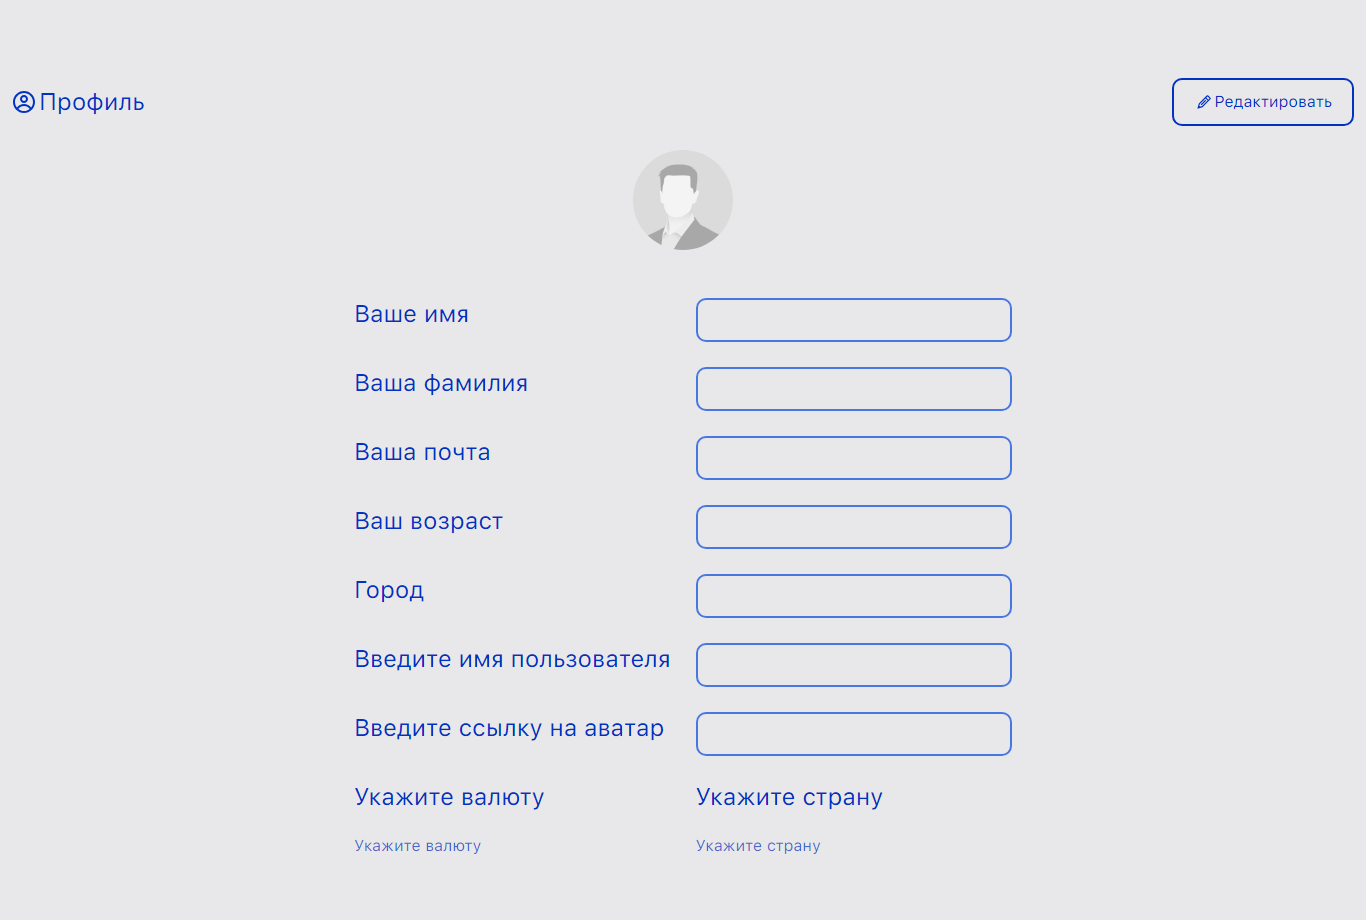 Профиль
Редактировать
Ваше имя
Ваша фамилия
Ваша почта
Ваш возраст
Город
Введите имя пользователя
Введите ссылку на аватар
Укажите валюту
Укажите страну
Укажите валюту
Укажите страну